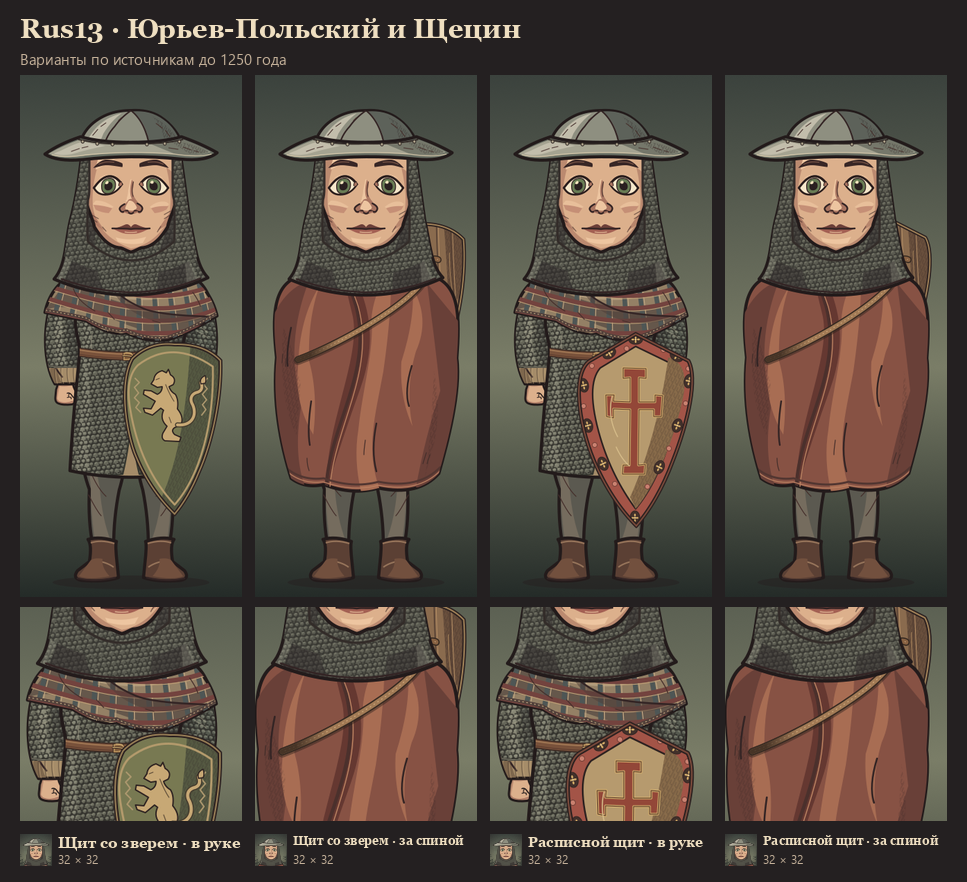 Rus13 · Юрьев-Польский и Щецин
Варианты по источникам до 1250 года
Щит со зверем · в руке
32 × 32
Щит со зверем · за спиной
32 × 32
Расписной щит · в руке
32 × 32
Расписной щит · за спиной
32 × 32